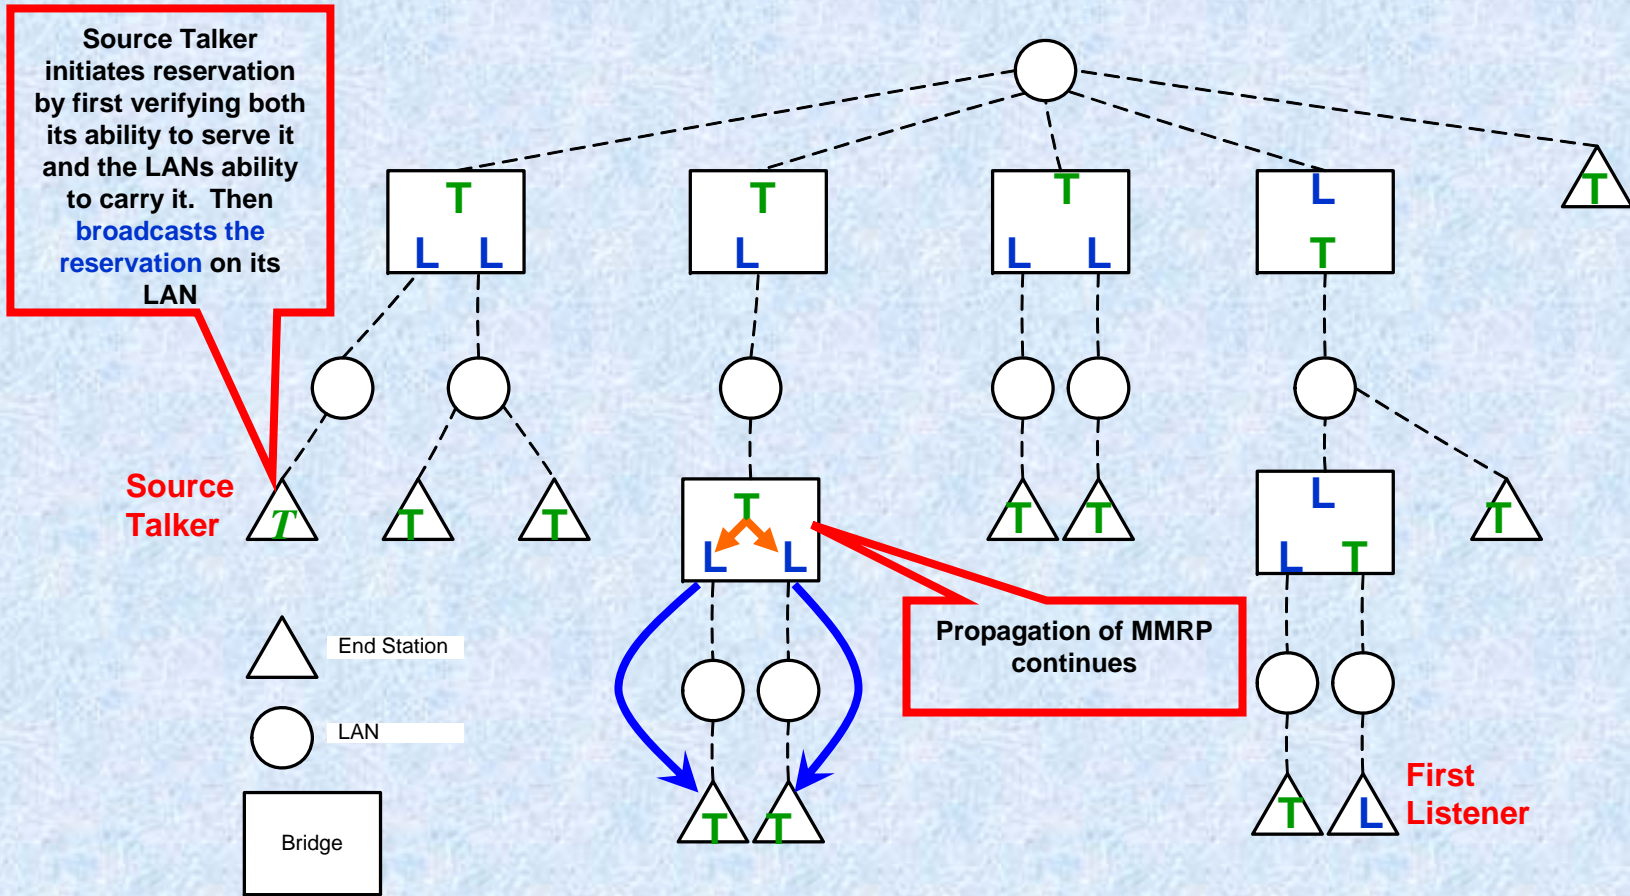 Source Talker
initiates reservation
by first verifying both
its ability to serve it
and the LANs ability
to carry it. Then
broadcasts the
reservation on its
LAN
T
T
T
T
L
T
L L
L
L L
T
Source
Talker
T
T
T
T
L L
T
T
L
L T
T
Propagation of MMRP
continues
End Station
LAN
Bridge
T
T
T
L
First
Listener